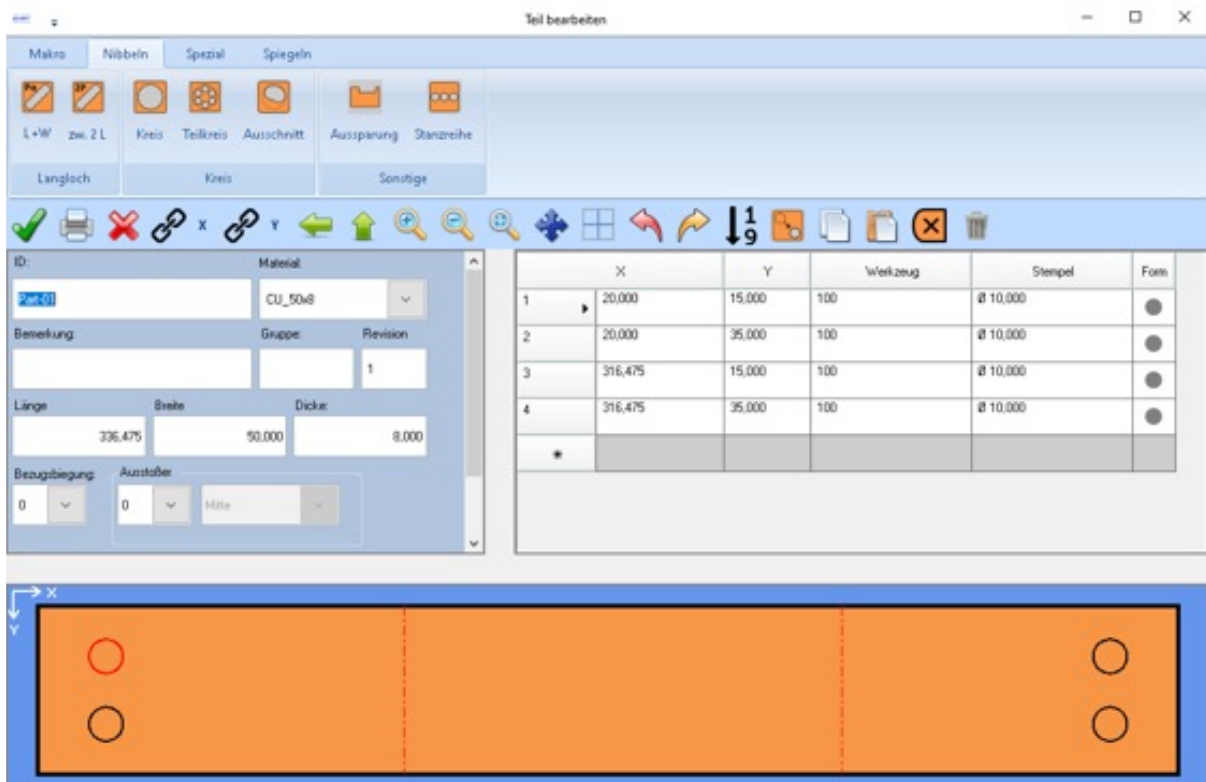 Teil bearbeiten
Makro Nibbeln Spezial Spiegeln
L+W zw. 2 L Kreis Teilkreis Ausschnitt Aussparung Stanzreihe
Langloch Kreis Sonstige
X Y 1 9
ID: Material:
Part-01 CU_50x8
Bemerkung: Gruppe: Revision
1
Länge Breite Dicke:
336,475 50,000 8,000
Bezugsbiegung: Ausstoßer
0 0 Mitte
X Y Werkzeug Stempel Form
1 20,000 15,000 100 Ø 10,000
2 20,000 35,000 100 Ø 10,000
3 316,475 15,000 100 Ø 10,000
4 316,475 35,000 100 Ø 10,000
X
Y